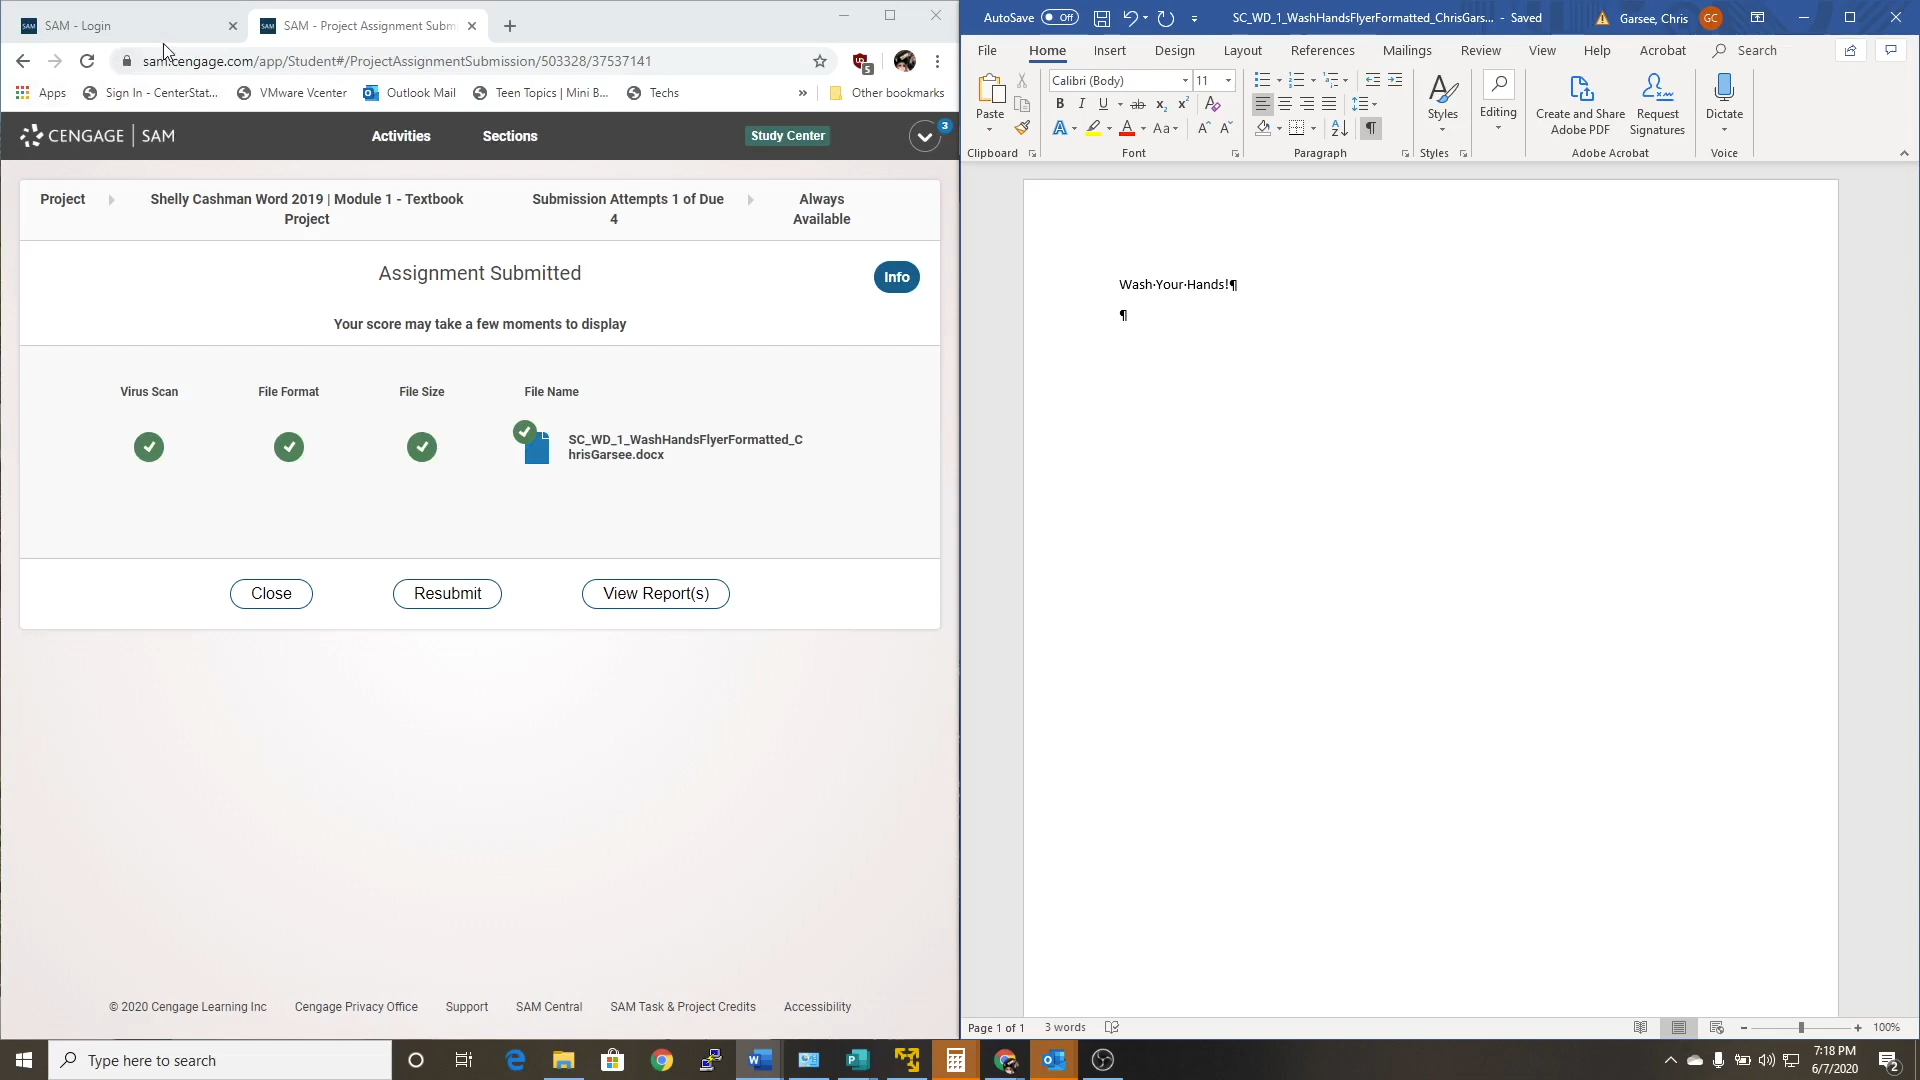 SAM - Login
SAM - Project Assignment Subm
sam.cengage.com/app/Student#/ProjectAssignmentSubmission/503328/37537141
Apps
Sign In - CenterStat...
VMware Vcenter
Outlook Mail
Teen Topics | Mini B...
Techs
»
Other bookmarks
CENGAGE | SAM
Activities
Sections
Study Center
3
Project
Shelly Cashman Word 2019 | Module 1 - Textbook
Project
Submission Attempts 1 of Due
4
Always
Available
Assignment Submitted
Info
Your score may take a few moments to display
Virus Scan
File Format
File Size
File Name
SC_WD_1_WashHandsFlyerFormatted_C
hrisGarsee.docx
Close
Resubmit
View Report(s)
© 2020 Cengage Learning Inc
Cengage Privacy Office
Support
SAM Central
SAM Task & Project Credits
Accessibility
AutoSave
Off
SC_WD_1_WashHandsFlyerFormatted_ChrisGars... - Saved
Garsee, Chris
GC
File
Home
Insert
Design
Layout
References
Mailings
Review
View
Help
Acrobat
Search
Paste
Clipboard
Calibri (Body)
11
Font
Paragraph
Styles
Styles
Editing
Create and Share
Adobe PDF
Request
Signatures
Adobe Acrobat
Dictate
Voice
Wash·Your·Hands!¶
¶
Page 1 of 1
3 words
100%
Type here to search
7:18 PM
6/7/2020
2